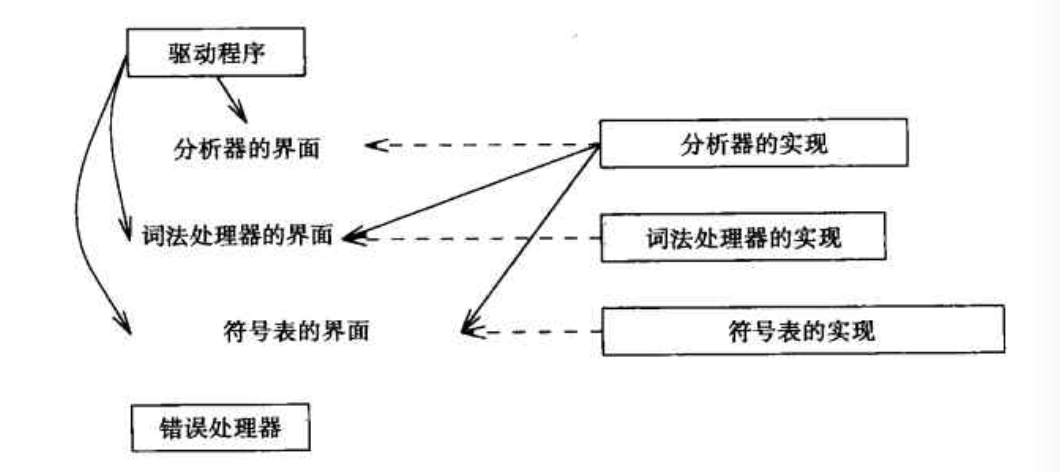 驱动程序
分析器的界面
分析器的实现
词法处理器的界面
词法处理器的实现
符号表的界面
符号表的实现
错误处理器